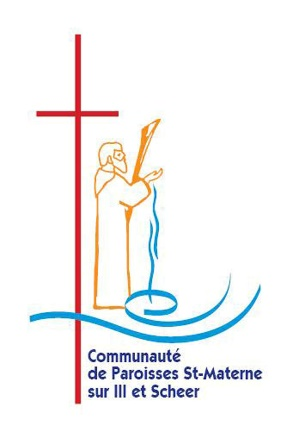 Communauté
de Paroisses St-Materne
sur Ill et Scheer